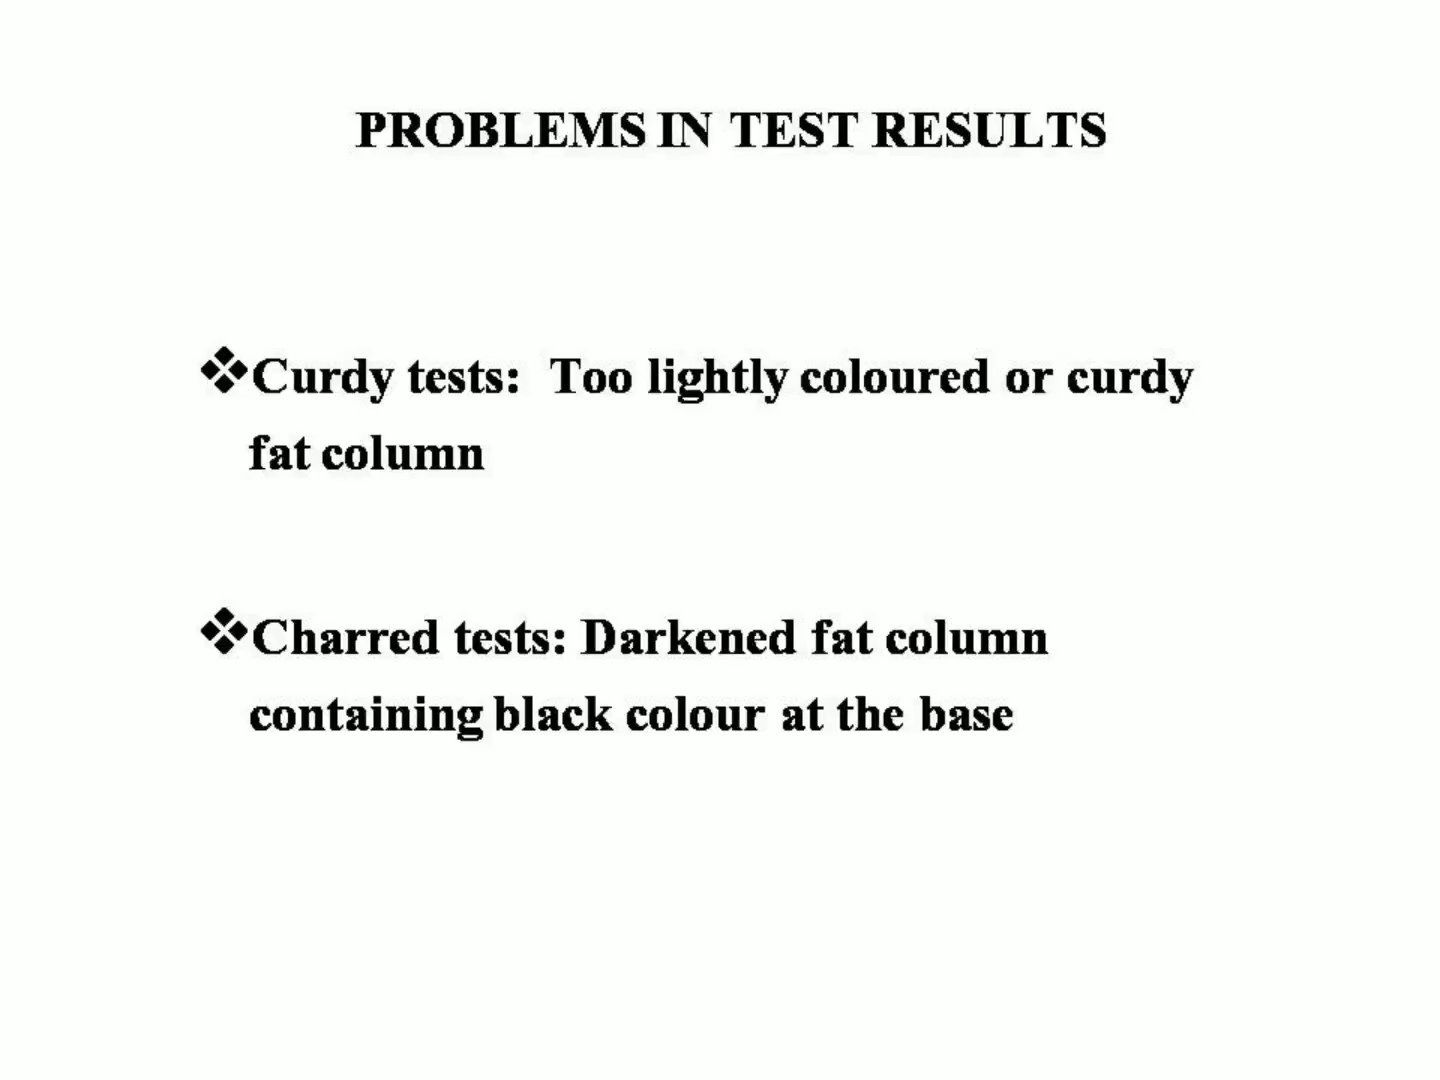 PROBLEMS IN TEST RESULTS
❖Curdy tests: Too lightly coloured or curdy
fat column
❖Charred tests: Darkened fat column
containing black colour at the base